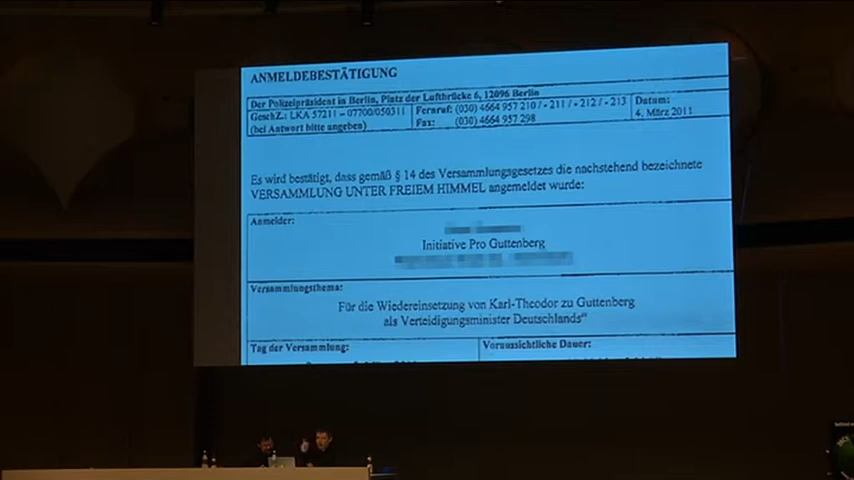 ANMELDEBESTÄTIGUNG
Der Polizeipräsident in Berlin, Platz der Luftbrücke 6, 12096 Berlin
GeschZ.: LKA 57211 – 07700/050311
(bei Antwort bitte angeben)
Fernruf: (030) 4664 957 210 / - 211 / - 212 / - 213
Fax: (030) 4664 957 298
Datum:
4. März 2011
Es wird bestätigt, dass gemäß § 14 des Versammlungsgesetzes die nachstehend bezeichnete
VERSAMMLUNG UNTER FREIEM HIMMEL angemeldet wurde:
Anmelder:
Initiative Pro Guttenberg
Versammlungsthema:
Für die Wiedereinsetzung von Karl-Theodor zu Guttenberg
als Verteidigungsminister Deutschlands"
Tag der Versammlung:
Voraussichtliche Dauer: